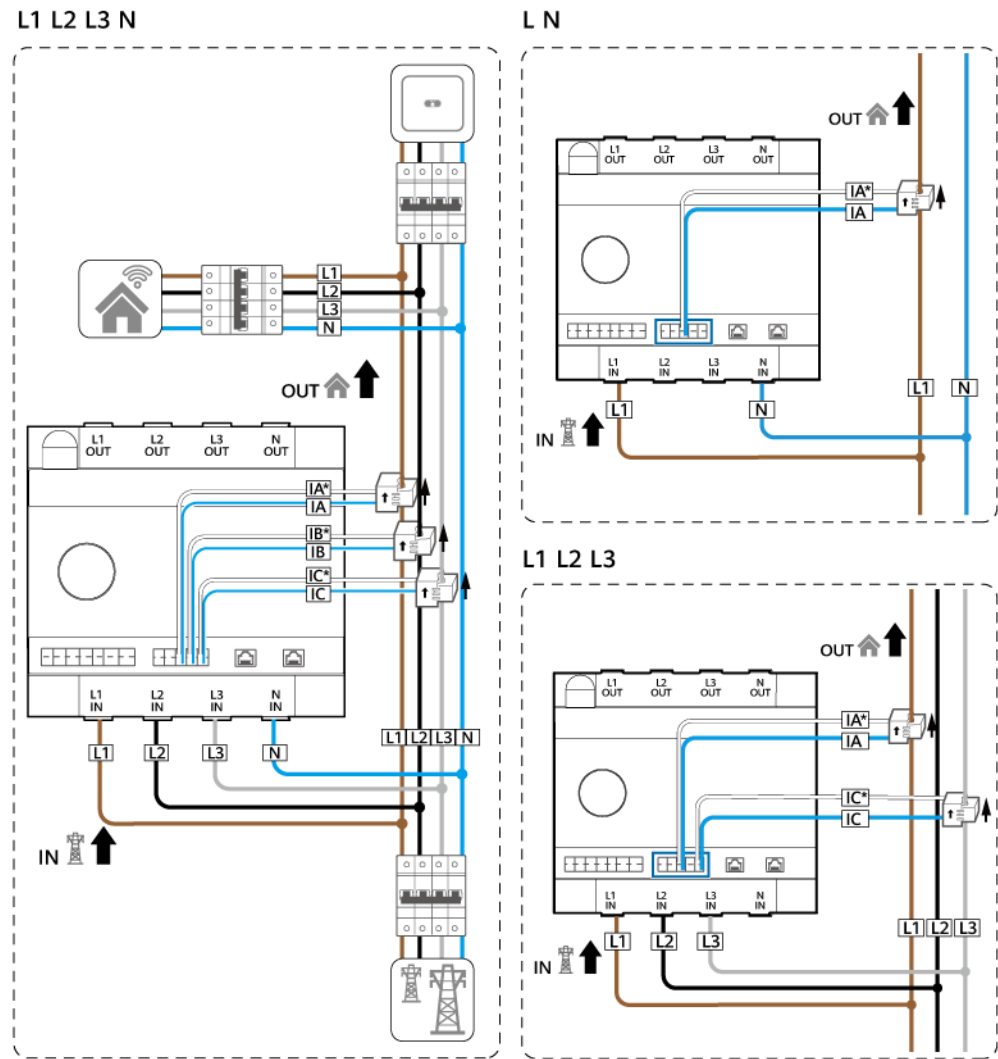 L1 L2 L3 N
L1
L2
L3
N
OUT
L1 OUT
L2 OUT
L3 OUT
N OUT
IA*
IA
IB*
IB
IC*
IC
L1 IN
L2 IN
L3 IN
N IN
L1 L2 L3 N
L1
L2
L3
N
IN
L N
OUT
L1 OUT
L2 OUT
L3 OUT
N OUT
IA*
IA
L1 IN
L2 IN
L3 IN
N IN
L1
N
L1
N
IN
L1 L2 L3
OUT
L1 OUT
L2 OUT
L3 OUT
N OUT
IA*
IA
IC*
IC
L1 IN
L2 IN
L3 IN
N IN
L1 L2 L3
L1
L2
L3
IN